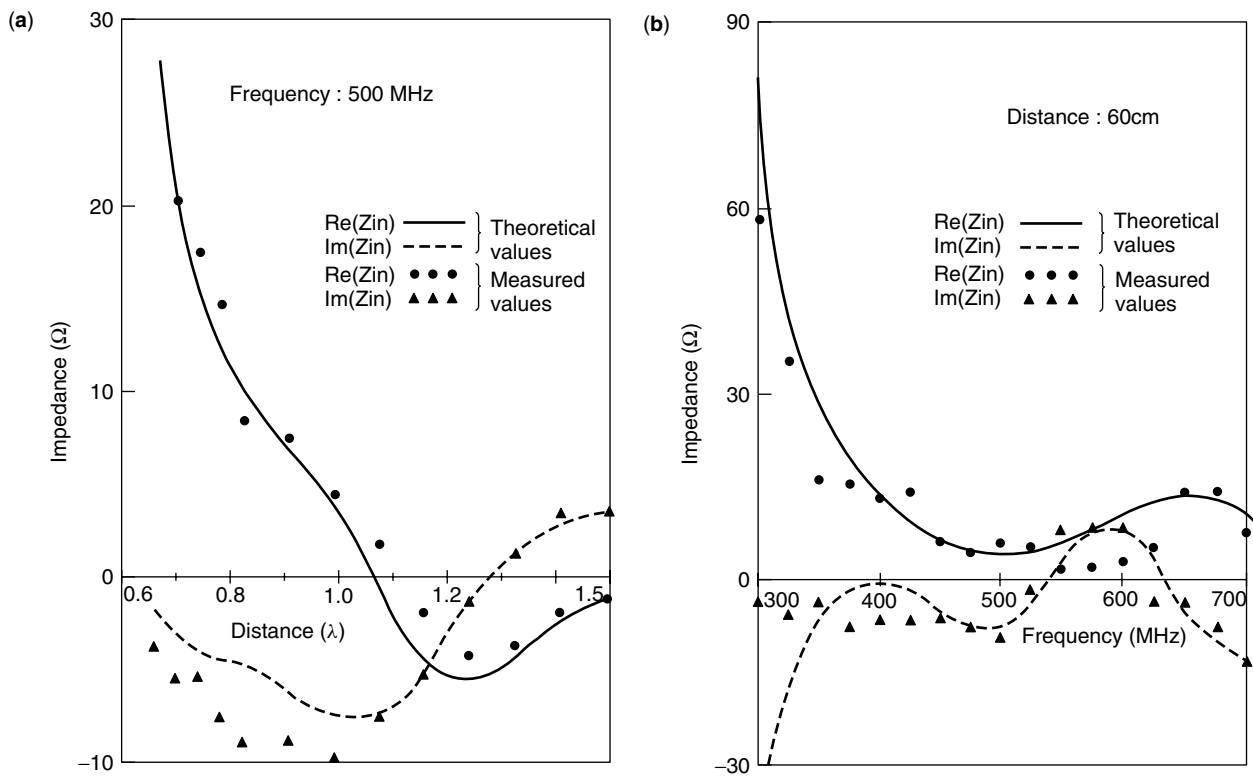 (a)
30
20
10
0
–10
Impedance (Ω)
Frequency : 500 MHz
Re(Zin)
Im(Zin)
Theoretical
values
Re(Zin)
Im(Zin)
Measured
values
0.6
0.8
1.0
1.2
1.5
Distance (λ)
(b)
90
60
30
0
–30
Impedance (Ω)
Distance : 60cm
Re(Zin)
Im(Zin)
Theoretical
values
Re(Zin)
Im(Zin)
Measured
values
300
400
500
600
700
Frequency (MHz)